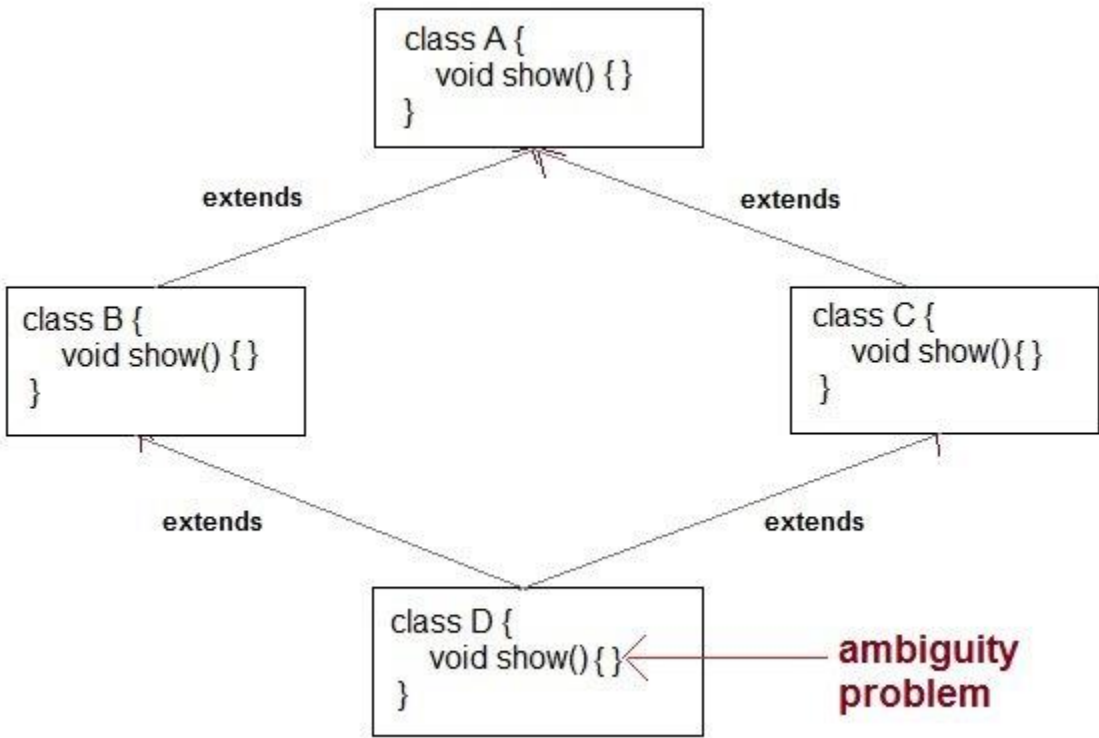 class A {
void show() { }
}
extends
extends
class B {
void show() { }
}
class C {
void show(){ }
}
extends
extends
class D {
void show() { }
}
ambiguity
problem